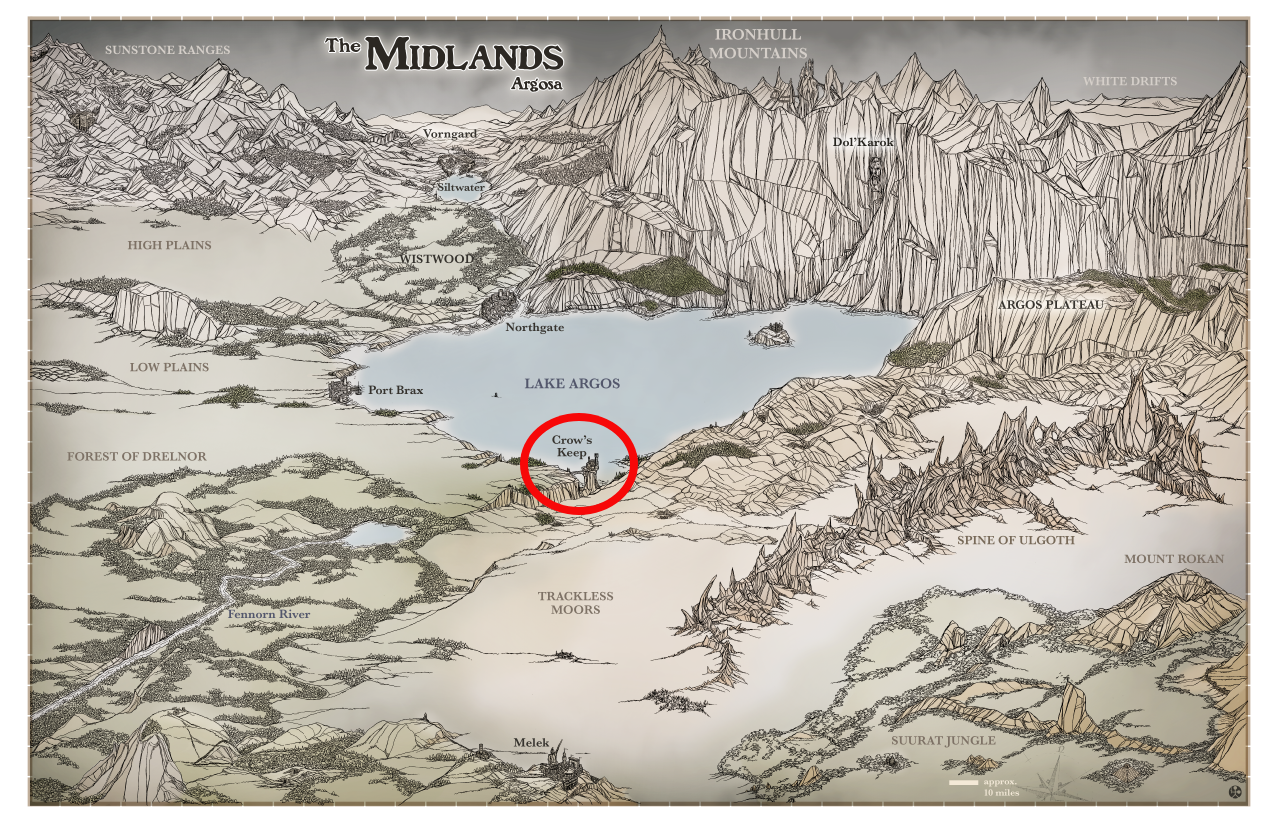 SUNSTONE RANGES
The MIDLANDS
Argosa
IRONHULL
MOUNTAINS
WHITE DRIFTS
Vorngard
Dol'Karok
Siltwater
HIGH PLAINS
WISTWOOD
ARGOS PLATEAU
Northgate
LOW PLAINS
LAKE ARGOS
Port Brax
Crow's
Keep
FOREST OF DRELNOR
SPINE OF ULGOTH
MOUNT ROKAN
TRACKLESS
MOORS
Fennorn River
Melek
SUURAT JUNGLE
approx.
10 miles